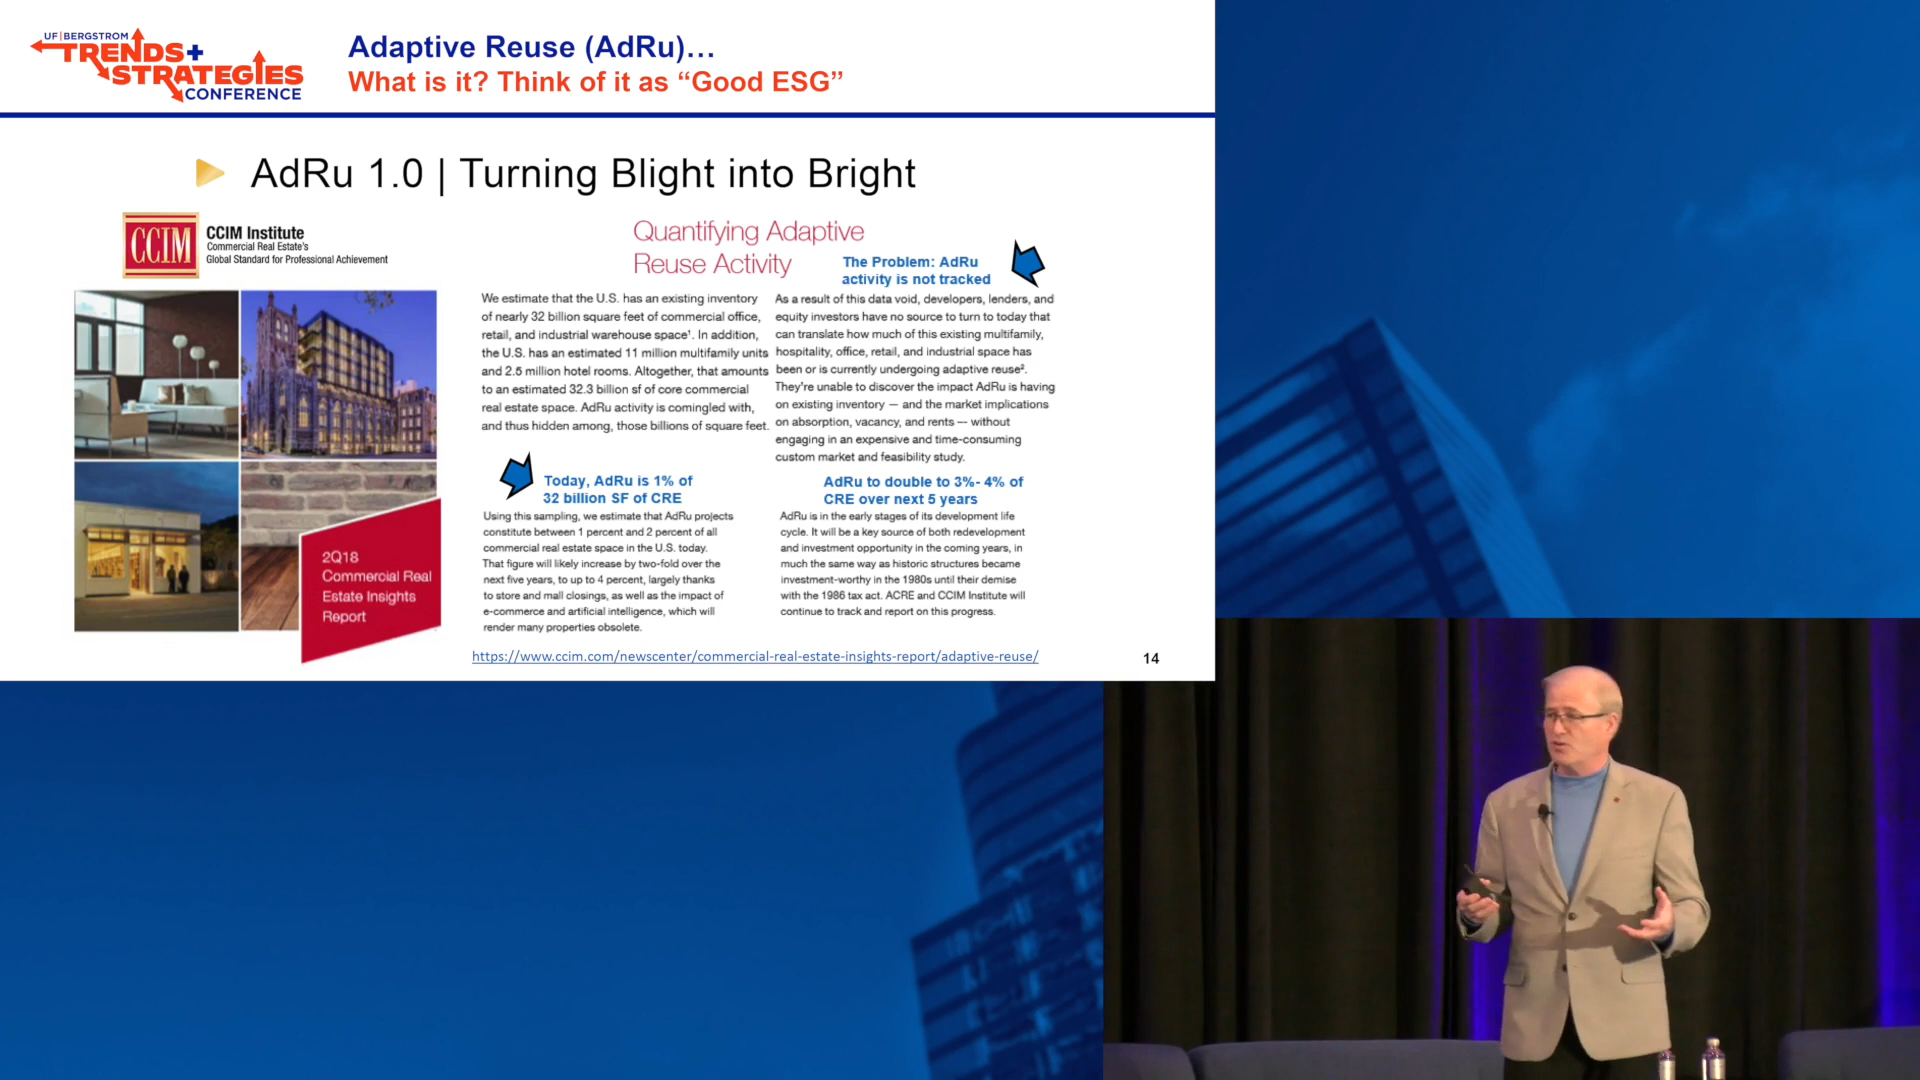 UF|BERGSTROM
TRENDS+
STRATEGIES
CONFERENCE
Adaptive Reuse (AdRu)…
What is it? Think of it as “Good ESG”
AdRu 1.0 | Turning Blight into Bright
CCIM
CCIM Institute
Commercial Real Estate's
Global Standard for Professional Achievement
2Q18
Commercial Real
Estate Insights
Report
Quantifying Adaptive
Reuse Activity
We estimate that the U.S. has an existing inventory
of nearly 32 billion square feet of commercial office,
retail, and industrial warehouse space¹. In addition,
the U.S. has an estimated 11 million multifamily units
and 2.5 million hotel rooms. Altogether, that amounts
to an estimated 32.3 billion sf of core commercial
real estate space. AdRu activity is comingled with,
and thus hidden among, those billions of square feet.
The Problem: AdRu
activity is not tracked
As a result of this data void, developers, lenders, and
equity investors have no source to turn to today that
can translate how much of this existing multifamily,
hospitality, office, retail, and industrial space has
been or is currently undergoing adaptive reuse².
They're unable to discover the impact AdRu is having
on existing inventory — and the market implications
on absorption, vacancy, and rents — without
engaging in an expensive and time-consuming
custom market and feasibility study.
Today, AdRu is 1% of
32 billion SF of CRE
Using this sampling, we estimate that AdRu projects
constitute between 1 percent and 2 percent of all
commercial real estate space in the U.S. today.
That figure will likely increase by two-fold over the
next five years, to up to 4 percent, largely thanks
to store and mall closings, as well as the impact of
e-commerce and artificial intelligence, which will
render many properties obsolete.
AdRu to double to 3%- 4% of
CRE over next 5 years
AdRu is in the early stages of its development life
cycle. It will be a key source of both redevelopment
and investment opportunity in the coming years, in
much the same way as historic structures became
investment-worthy in the 1980s until their demise
with the 1986 tax act. ACRE and CCIM Institute will
continue to track and report on this progress.
https://www.ccim.com/newscenter/commercial-real-estate-insights-report/adaptive-reuse/
14